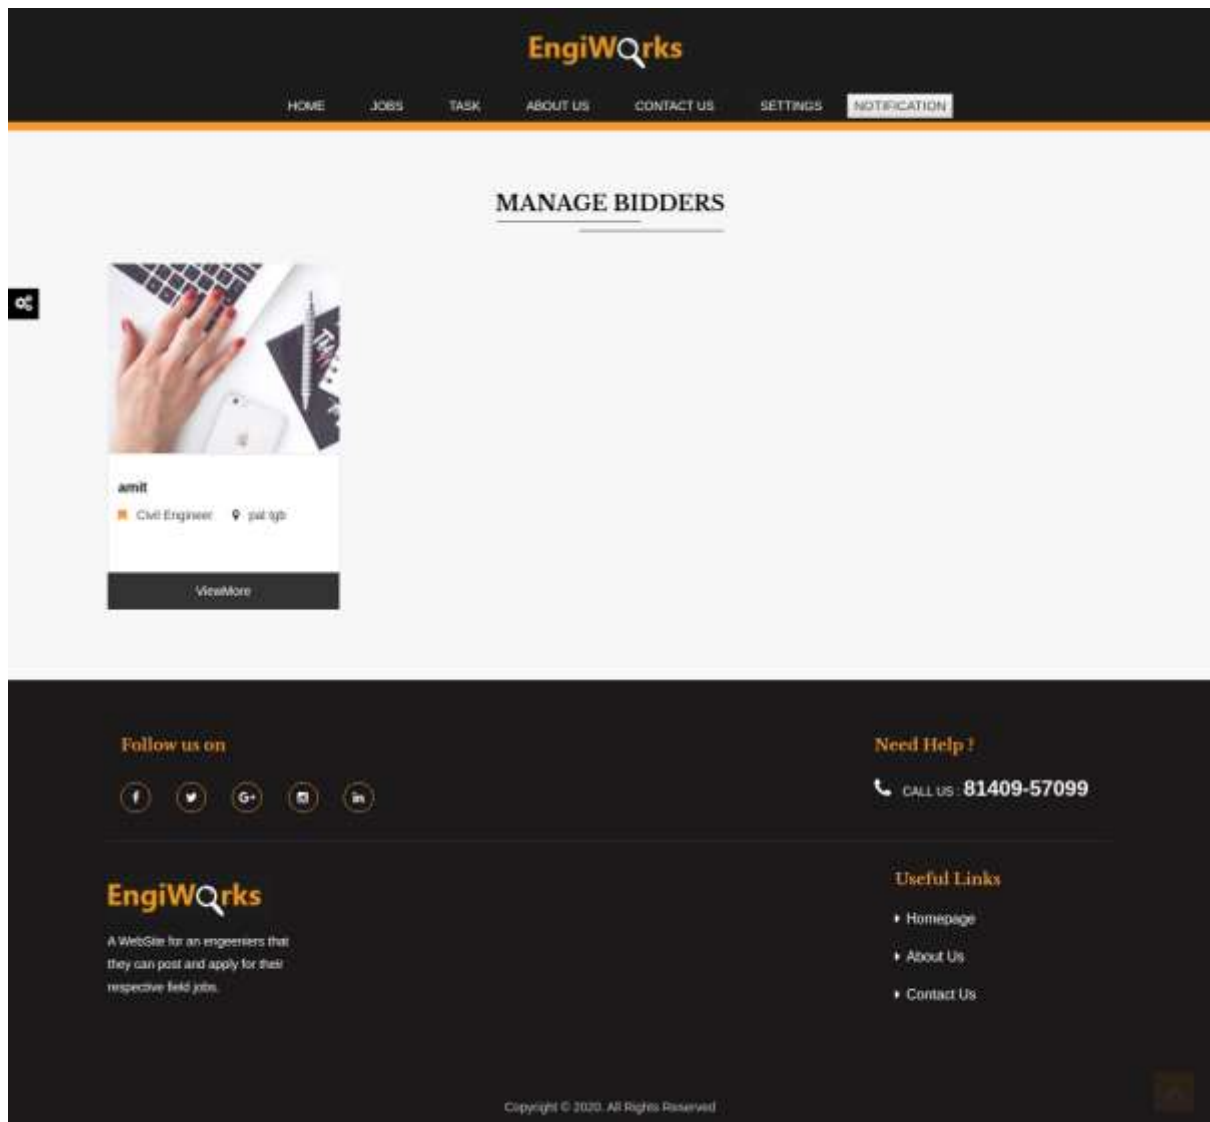 EngiWorks
HOME JOBS TASK ABOUT US CONTACT US SETTINGS NOTIFICATION
MANAGE BIDDERS
amit
Civil Engineer pal tgb
ViewMore
Follow us on
Need Help ?
CALL US : 81409-57099
EngiWorks
A WebSite for an engeeniers that
they can post and apply for their
respective field jobs.
Useful Links
Homepage
About Us
Contact Us
Copyright © 2020. All Rights Reserved